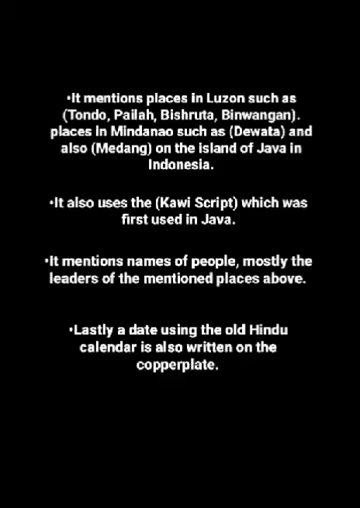 •It mentions places in Luzon such as
(Tondo, Pailah, Bishruta, Binwangan).
places in Mindanao such as (Dewata) and
also (Medang) on the island of Java in
Indonesia.
•It also uses the (Kawi Script) which was
first used in Java.
•It mentions names of people, mostly the
leaders of the mentioned places above.
•Lastly a date using the old Hindu
calendar is also written on the
copperplate.